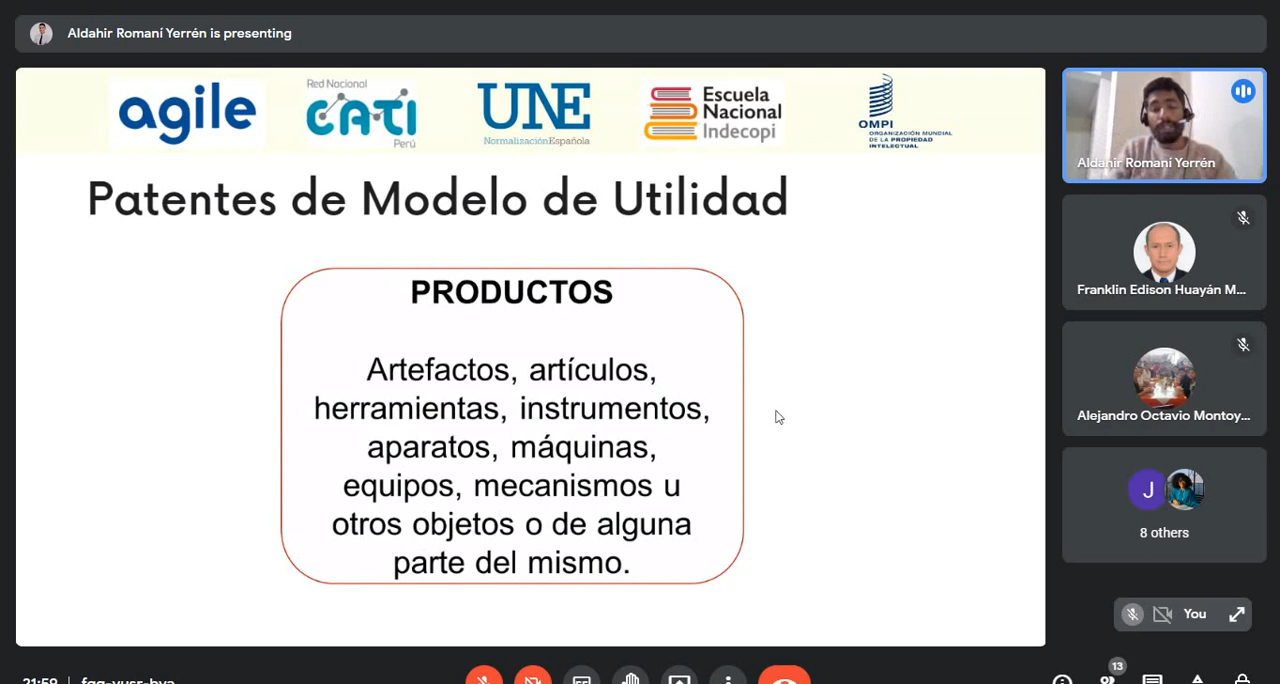 Aldahir Romaní Yerrén is presenting
agile
Red Nacional
CATI
Perú
UNE
NormalizaciónEspañola
Escuela
Nacional
Indecopi
OMPI
ORGANIZACIÓN MUNDIAL
DE LA PROPIEDAD
INTELECTUAL
Patentes de Modelo de Utilidad
PRODUCTOS
Artefactos, artículos,
herramientas, instrumentos,
aparatos, máquinas,
equipos, mecanismos u
otros objetos o de alguna
parte del mismo.
Aldahir Romaní Yerrén
Franklin Edison Huayán M...
Alejandro Octavio Montoy...
J
8 others
You
13
21:59